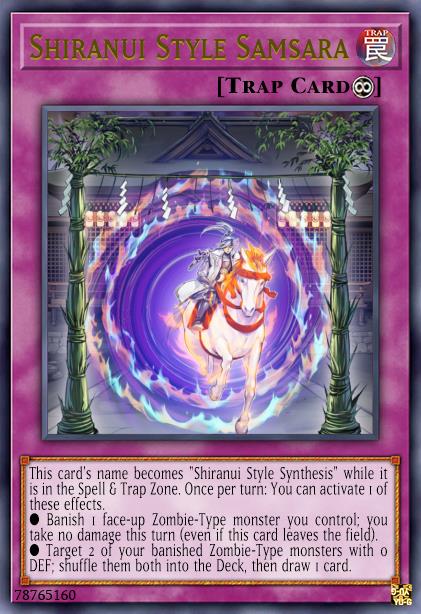 SHIRANUI STYLE SAMSARA
TRAP
罠
[TRAP CARD♾]
This card's name becomes "Shiranui Style Synthesis" while it
is in the Spell & Trap Zone. Once per turn: You can activate 1 of
these effects.
● Banish 1 face-up Zombie-Type monster you control; you
take no damage this turn (even if this card leaves the field).
● Target 2 of your banished Zombie-Type monsters with 0
DEF; shuffle them both into the Deck, then draw 1 card.
78765160